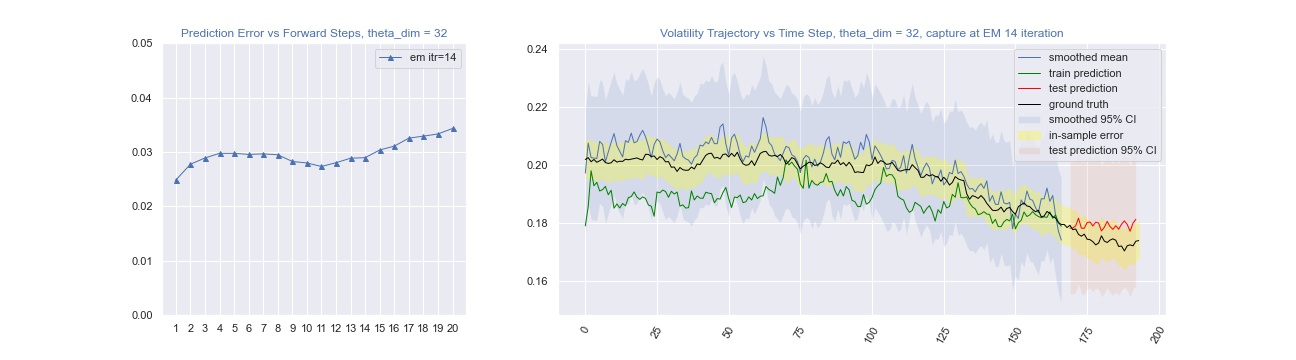 Prediction Error vs Forward Steps, theta_dim = 32
0.05
0.04
0.03
0.02
0.01
0.00
em itr=14
1 2 3 4 5 6 7 8 9 10 11 12 13 14 15 16 17 18 19 20
Volatility Trajectory vs Time Step, theta_dim = 32, capture at EM 14 iteration
0.24
0.22
0.20
0.18
0.16
smoothed mean
train prediction
test prediction
ground truth
smoothed 95% CI
in-sample error
test prediction 95% CI
0 25 50 75 100 125 150 175 200